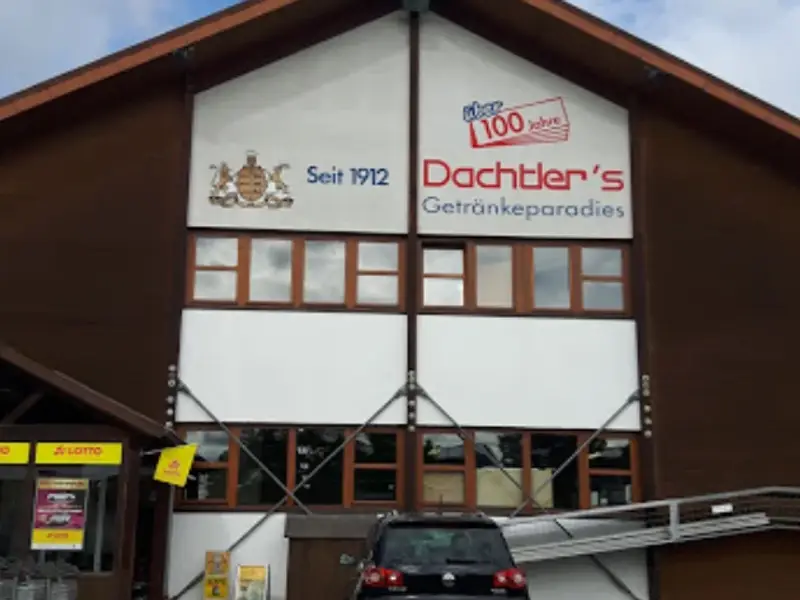 über
100 Jahre
Seit 1912
Dachtler's
Getränkeparadies
LOTTO